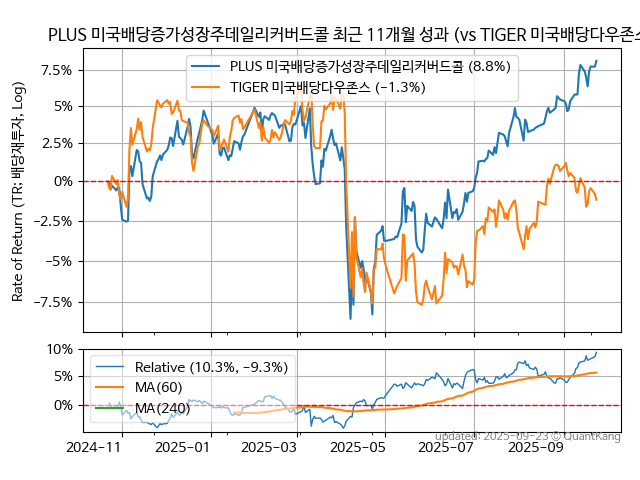 PLUS 미국배당증가성장주데일리커버드콜 최근 11개월 성과 (vs TIGER 미국배당다우존스
PLUS 미국배당증가성장주데일리커버드콜 (8.8%)
TIGER 미국배당다우존스 (−1.3%)
Rate of Return (TR: 배당재투자, Log)
7.5%
5%
2.5%
0%
−2.5%
−5%
−7.5%
10%
5%
0%
Relative (10.3%, −9.3%)
MA(60)
MA(240)
2024−11
2025−01
2025−03
2025−05
2025−07
2025−09
updated: 2025−09−23 © QuantKang